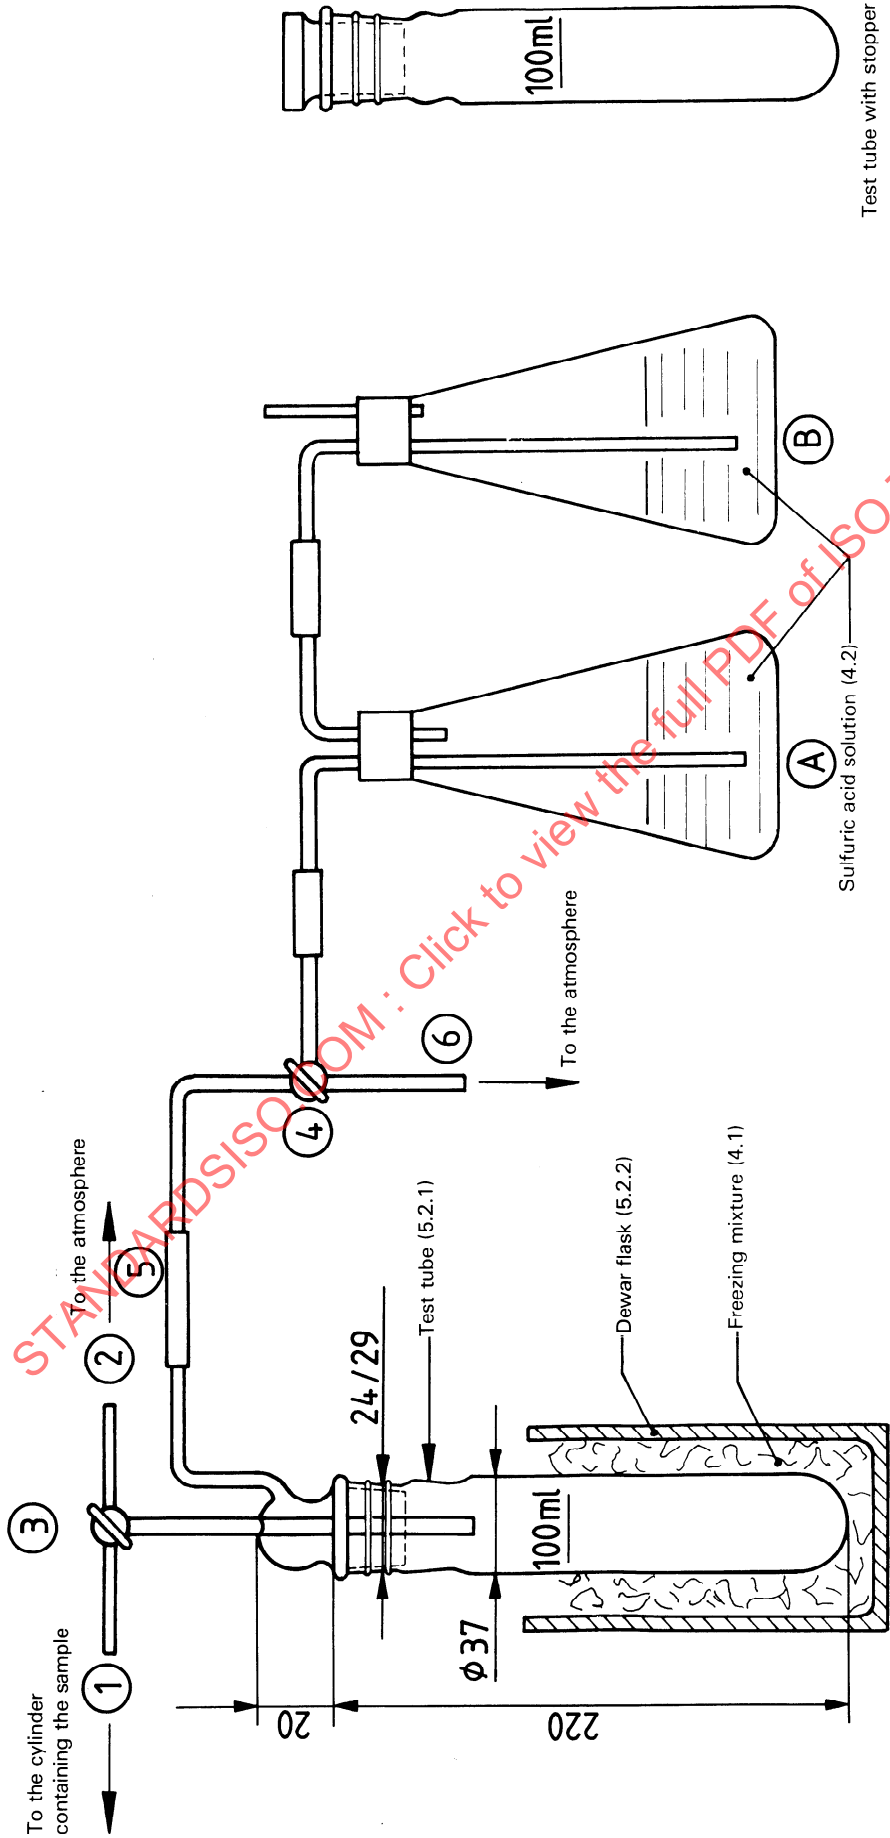 To the cylinder
containing the sample
1
3
2
To the atmosphere
5
4
6
To the atmosphere
20
220
φ 37
24/29
100ml
Test tube (5.2.1)
Dewar flask (5.2.2)
Freezing mixture (4.1)
A
B
Sulfuric acid solution (4.2)
100ml
Test tube with stopper
STANDARDSISO.COM : Click to view the full PDF of ISO